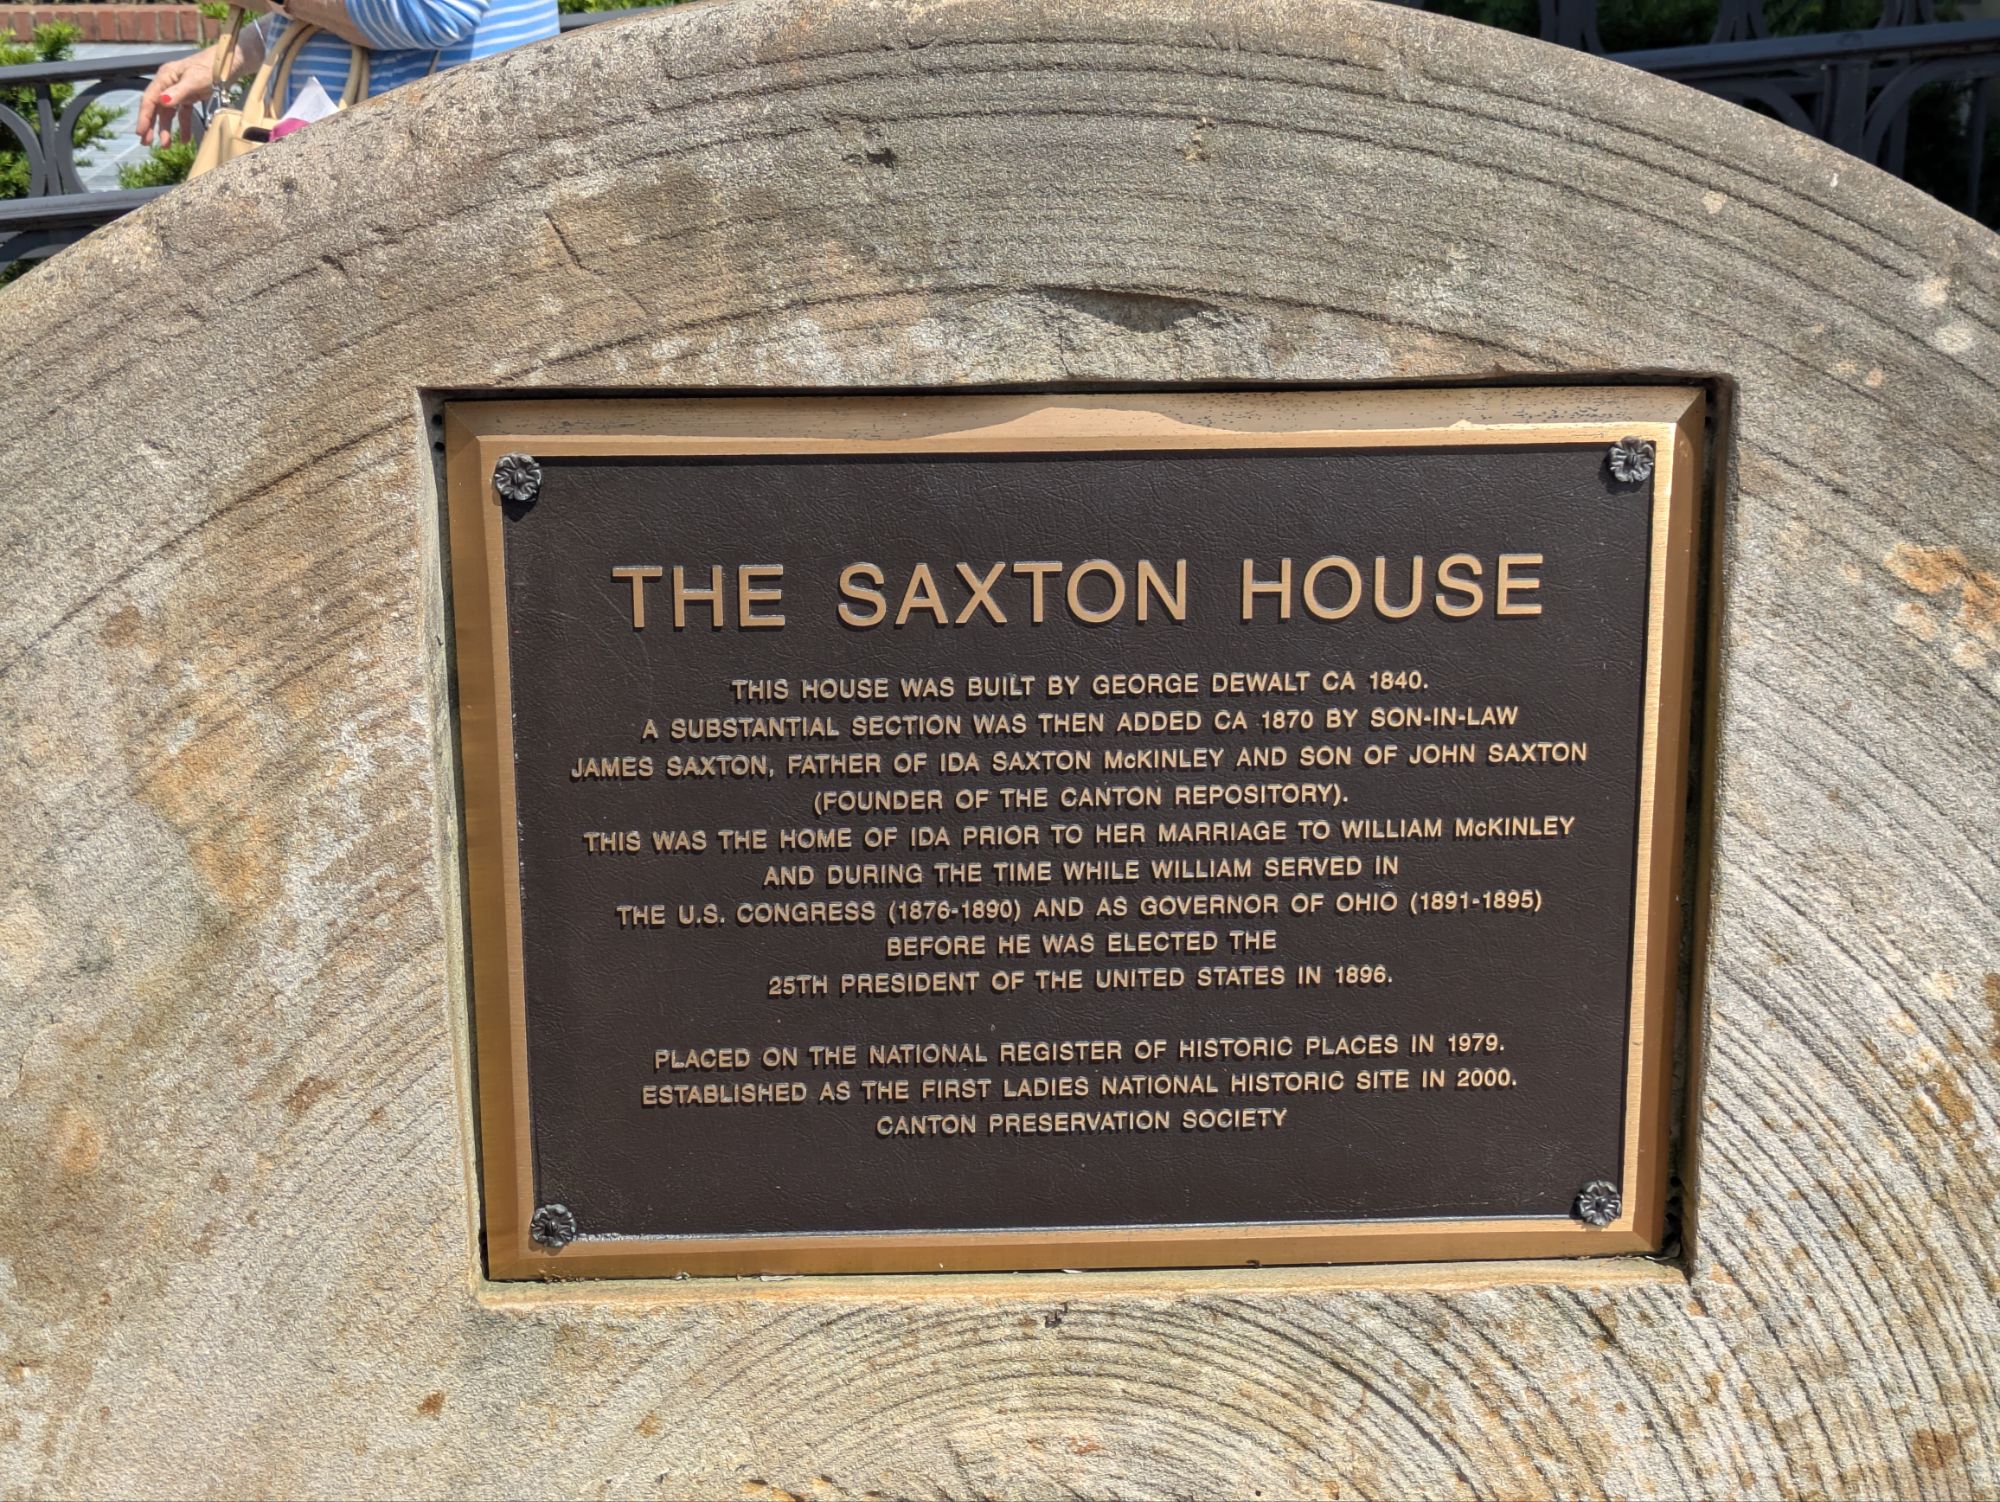 THE SAXTON HOUSE
THIS HOUSE WAS BUILT BY GEORGE DEWALT CA 1840.
A SUBSTANTIAL SECTION WAS THEN ADDED CA 1870 BY SON-IN-LAW
JAMES SAXTON, FATHER OF IDA SAXTON McKINLEY AND SON OF JOHN SAXTON
(FOUNDER OF THE CANTON REPOSITORY).
THIS WAS THE HOME OF IDA PRIOR TO HER MARRIAGE TO WILLIAM McKINLEY
AND DURING THE TIME WHILE WILLIAM SERVED IN
THE U.S. CONGRESS (1876-1890) AND AS GOVERNOR OF OHIO (1891-1895)
BEFORE HE WAS ELECTED THE
25TH PRESIDENT OF THE UNITED STATES IN 1896.
PLACED ON THE NATIONAL REGISTER OF HISTORIC PLACES IN 1979.
ESTABLISHED AS THE FIRST LADIES NATIONAL HISTORIC SITE IN 2000.
CANTON PRESERVATION SOCIETY